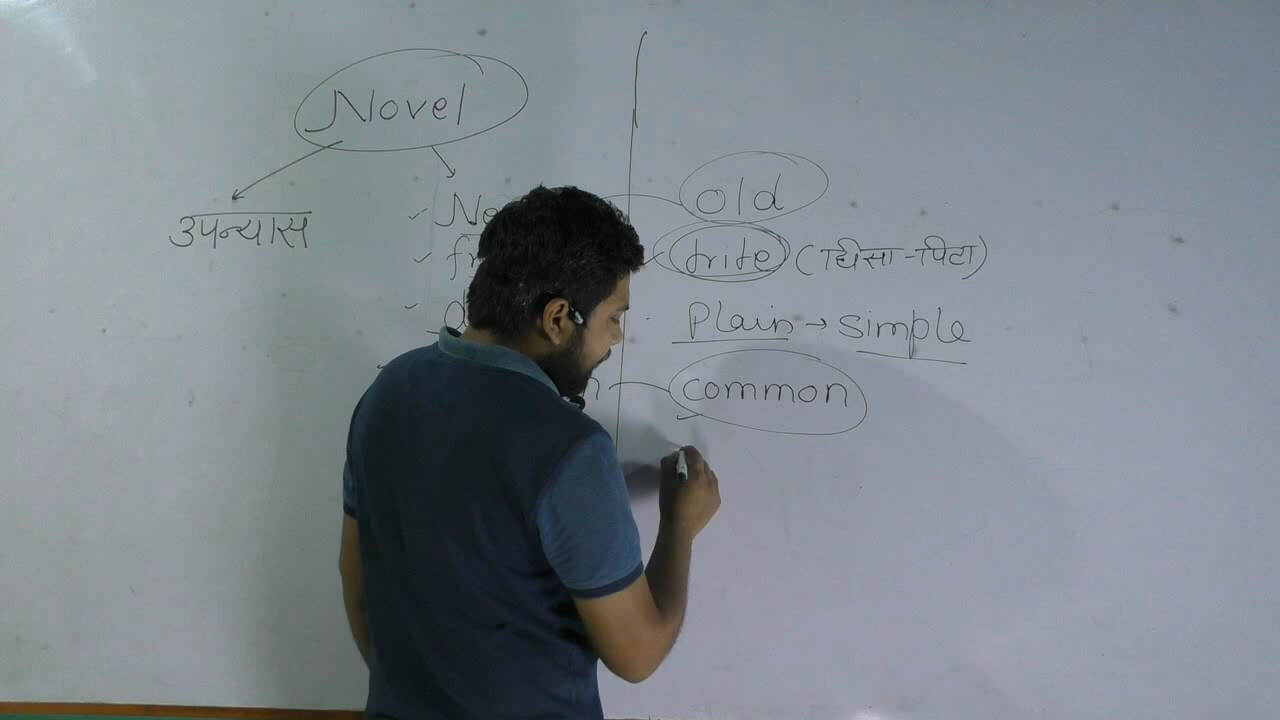 Novel
उपन्यास
old
trite (घिसा-पिटा)
Plain → simple
common